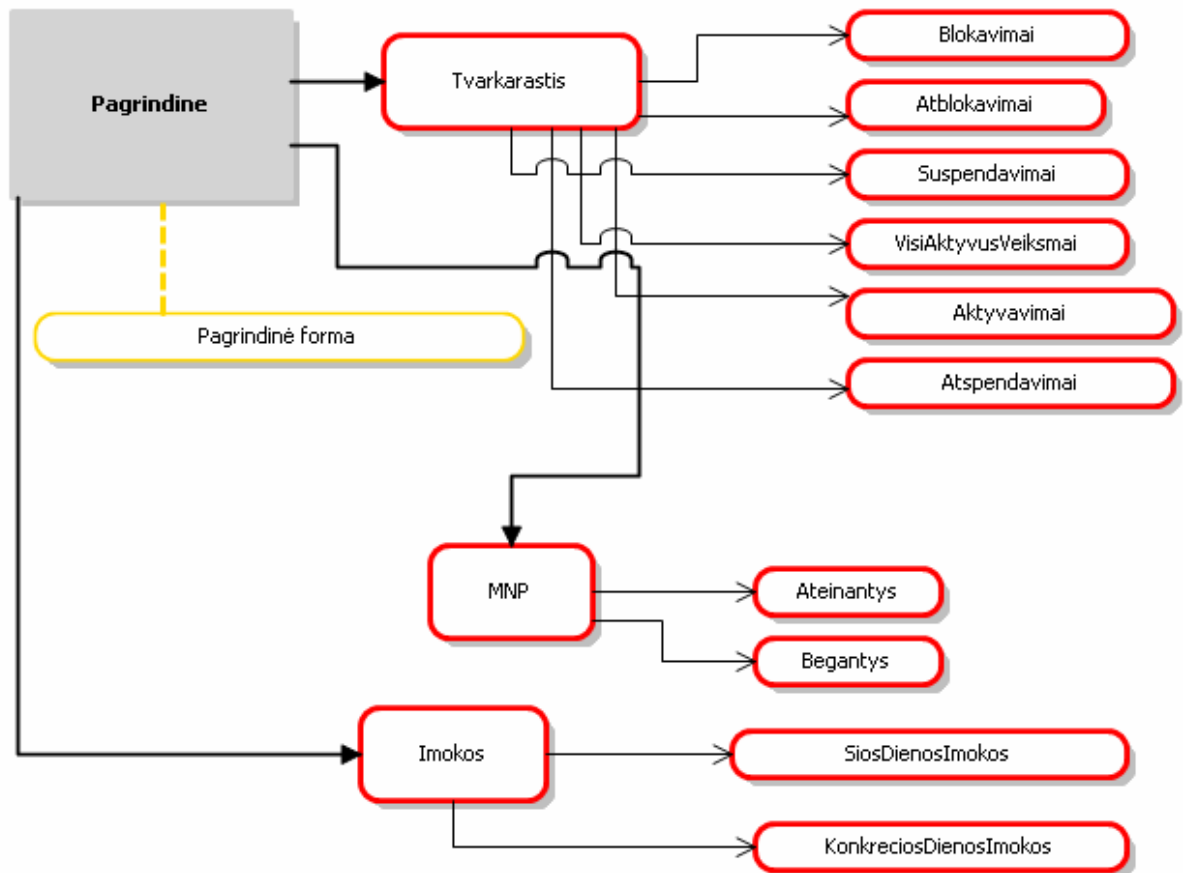 Pagrindine
Tvarkarastis
Blokavimai
Atblokavimai
Suspendavimai
VisiAktyvusVeiksmai
Aktyvavimai
Atspendavimai
Pagrindinė forma
MNP
Ateinantys
Begantys
Imokos
SiosDienosImokos
KonkreciosDienosImokos